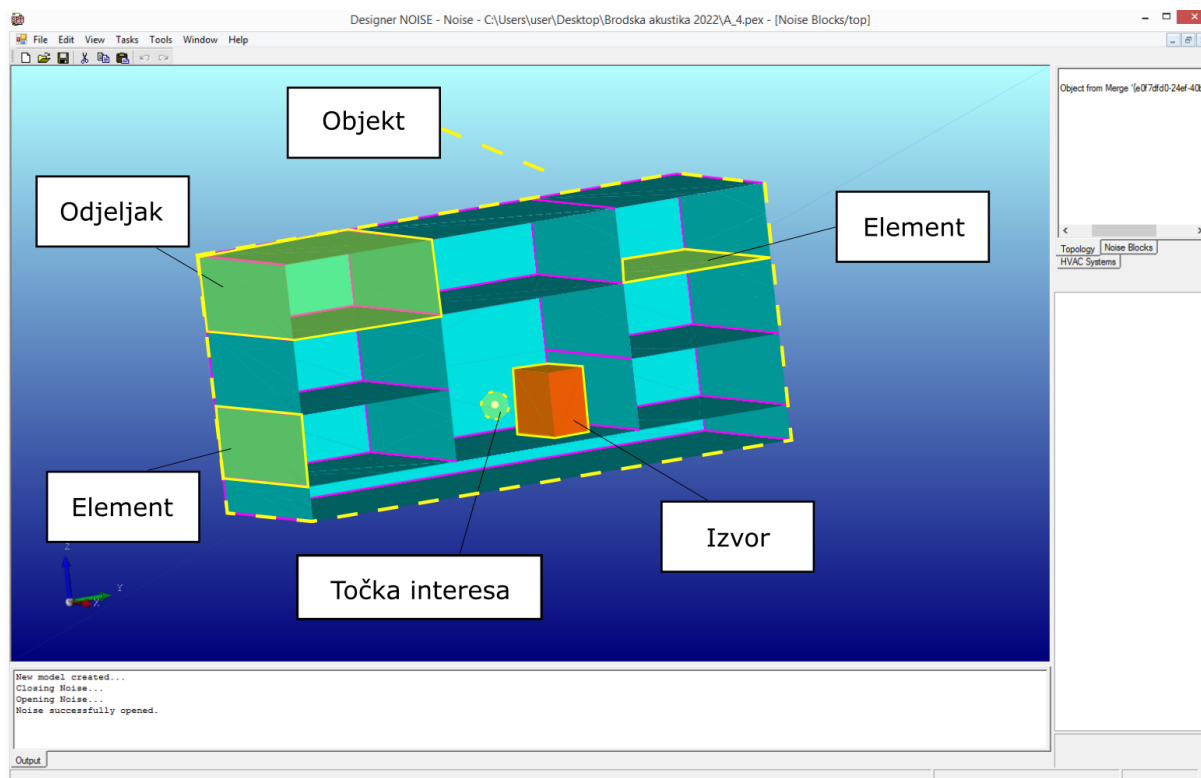 Designer NOISE - Noise - C:\Users\user\Desktop\Brodska akustika 2022\A_4.pex - [Noise Blocks/top]
File Edit View Tasks Tools Window Help
Object from Merge '{e0f7dfd0-24ef-40b
Objekt
Odjeljak
Element
Topology Noise Blocks
HVAC Systems
Element
Izvor
Točka interesa
Z
Y
X
New model created...
Closing Noise...
Opening Noise...
Noise successfully opened.
Output